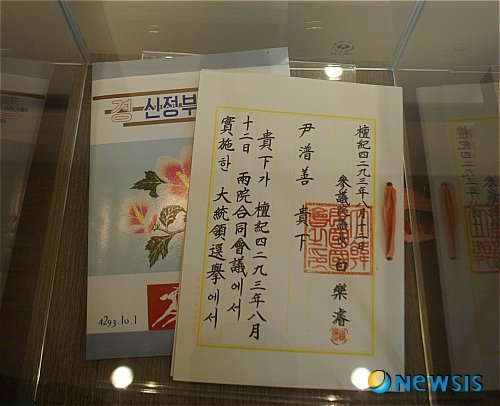 경 신정부
4293.10.1
檀紀四二九三年八月十二日
參議院議長 白樂濬
尹潽善 貴下
貴下가 檀紀四二九三年八月
十二日 兩院合同會議에서
實施한 大統領選擧에서
NEWSIS